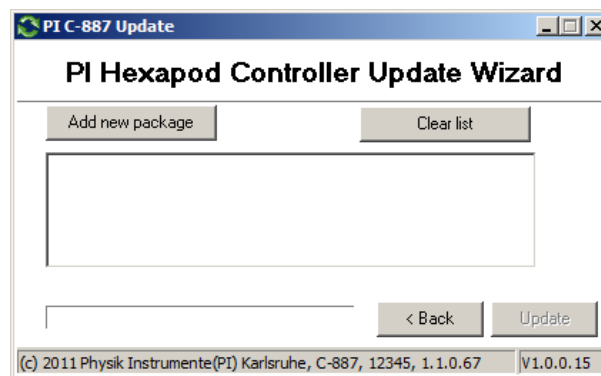 PI C-887 Update
PI Hexapod Controller Update Wizard
Add new package Clear list
< Back Update
(c) 2011 Physik Instrumente(PI) Karlsruhe, C-887, 12345, 1.1.0.67 V1.0.0.15